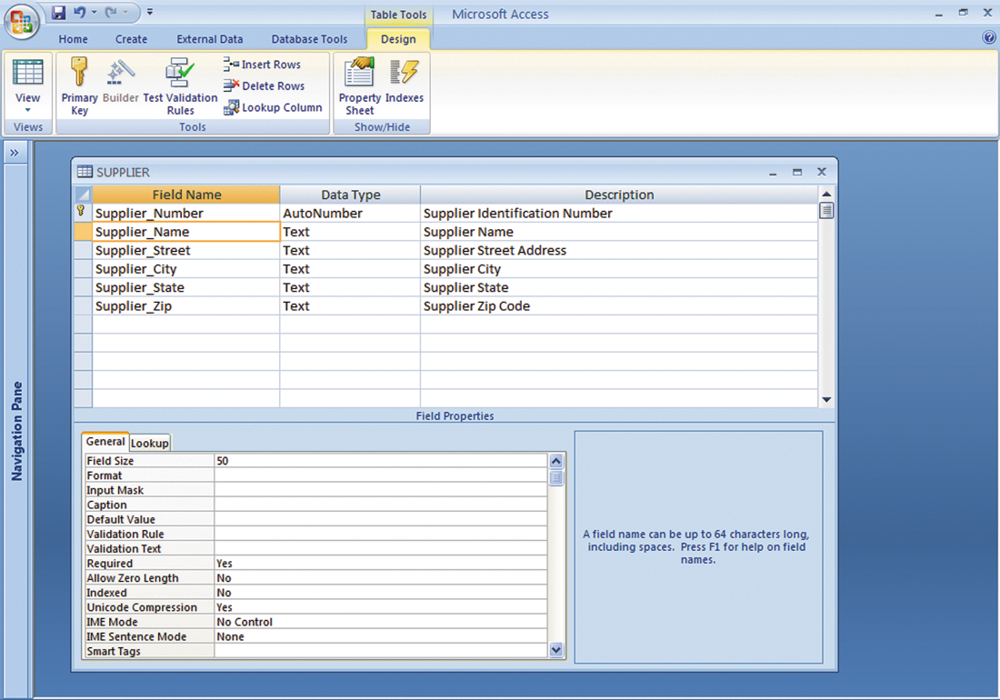 Table Tools Microsoft Access
Home Create External Data Database Tools Design
View
Primary Key
Builder
Test Validation Rules
Insert Rows
Delete Rows
Lookup Column
Property Sheet
Indexes
Views Tools Show/Hide
»
Navigation Pane
SUPPLIER
Field Name Data Type Description
Supplier_Number AutoNumber Supplier Identification Number
Supplier_Name Text Supplier Name
Supplier_Street Text Supplier Street Address
Supplier_City Text Supplier City
Supplier_State Text Supplier State
Supplier_Zip Text Supplier Zip Code
Field Properties
General Lookup
Field Size 50
Format
Input Mask
Caption
Default Value
Validation Rule
Validation Text
Required Yes
Allow Zero Length No
Indexed No
Unicode Compression Yes
IME Mode No Control
IME Sentence Mode None
Smart Tags
A field name can be up to 64 characters long,
including spaces. Press F1 for help on field
names.